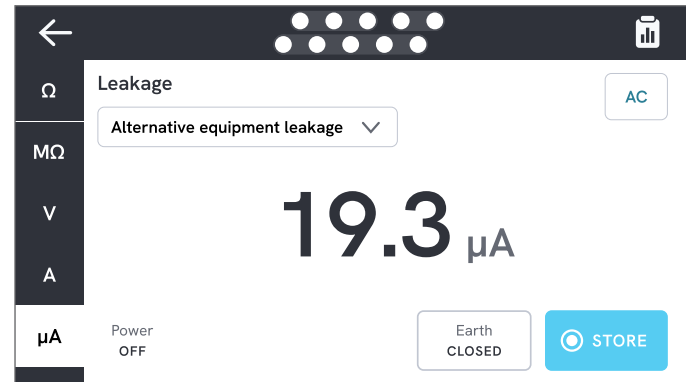 Ω
MΩ
V
A
µA
Leakage
AC
Alternative equipment leakage
19.3 µA
Power
OFF
Earth
CLOSED
STORE